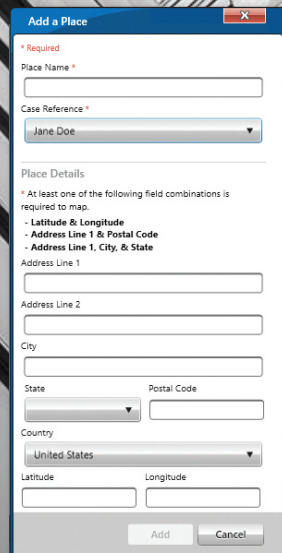 Add a Place
* Required
Place Name *
Case Reference *
Jane Doe
Place Details
* At least one of the following field combinations is
required to map.
- Latitude & Longitude
- Address Line 1 & Postal Code
- Address Line 1, City, & State
Address Line 1
Address Line 2
City
State Postal Code
Country
United States
Latitude Longitude
Add Cancel